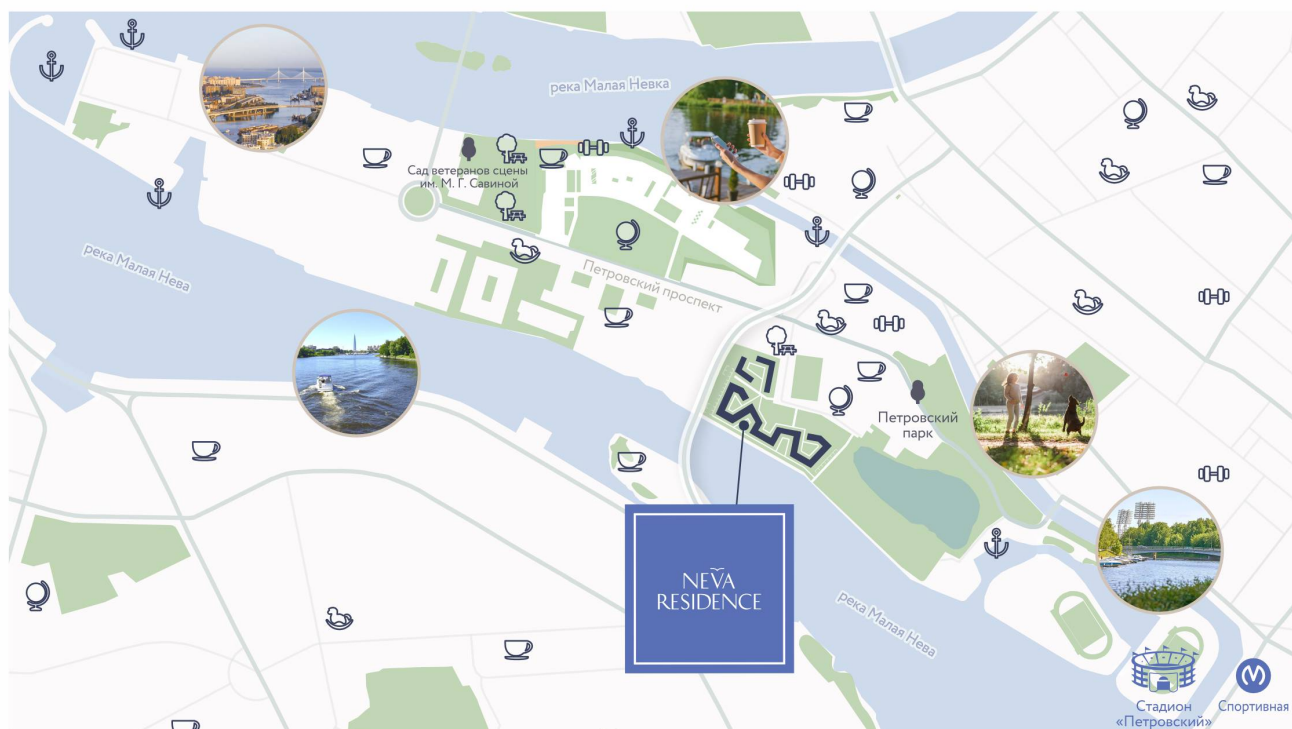 река Малая Невка
Сад ветеранов сцены
им. М. Г. Савиной
река Малая Нева
Петровский проспект
Петровский
парк
NEVA
RESIDENCE
река Малая Нева
Стадион
«Петровский»
Спортивная